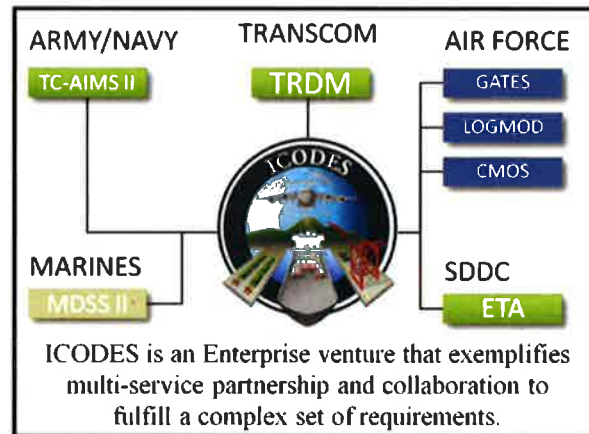 ARMY/NAVY
TC-AIMS II
TRANSCOM
TRDM
AIR FORCE
GATES
LOGMOD
CMOS
ICODES
MARINES
MDSS II
SDDC
ETA
ICODES is an Enterprise venture that exemplifies
multi-service partnership and collaboration to
fulfill a complex set of requirements.